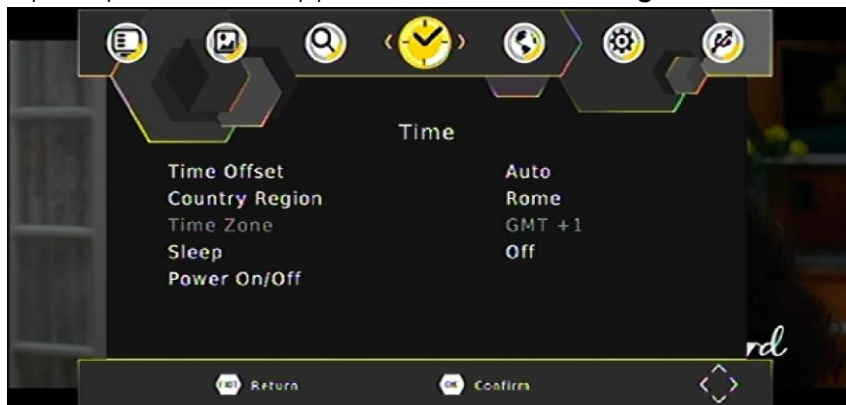 Time
Time Offset Auto
Country Region Rome
Time Zone GMT +1
Sleep Off
Power On/Off
rd
EXIT Return OK Confirm